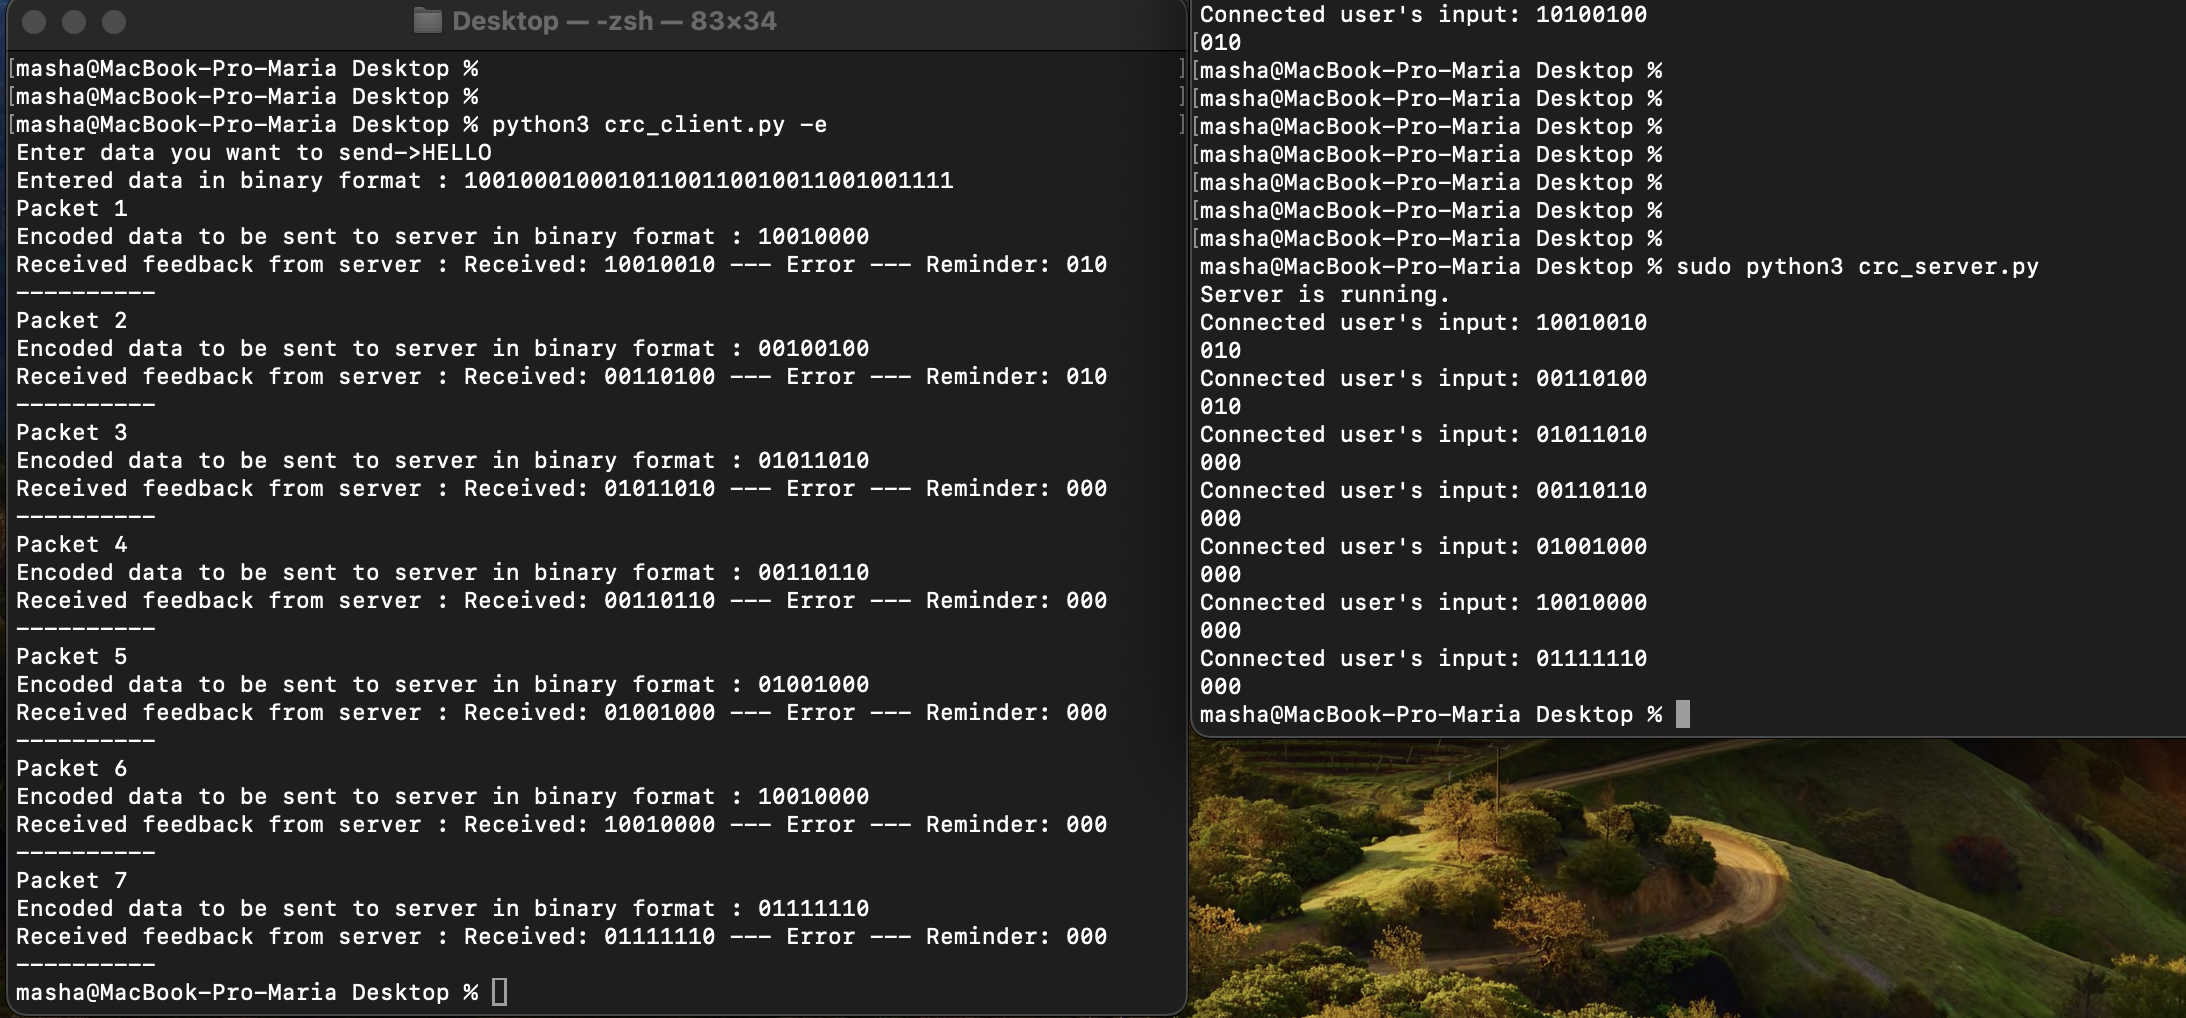 Desktop — -zsh — 83×34
[masha@MacBook-Pro-Maria Desktop % ]
[masha@MacBook-Pro-Maria Desktop % ]
[masha@MacBook-Pro-Maria Desktop % python3 crc_client.py -e ]
Enter data you want to send->HELLO
Entered data in binary format : 10010001000101100110010011001001111
Packet 1
Encoded data to be sent to server in binary format : 10010000
Received feedback from server : Received: 10010010 --- Error --- Reminder: 010
----------
Packet 2
Encoded data to be sent to server in binary format : 00100100
Received feedback from server : Received: 00110100 --- Error --- Reminder: 010
----------
Packet 3
Encoded data to be sent to server in binary format : 01011010
Received feedback from server : Received: 01011010 --- Error --- Reminder: 000
----------
Packet 4
Encoded data to be sent to server in binary format : 00110110
Received feedback from server : Received: 00110110 --- Error --- Reminder: 000
----------
Packet 5
Encoded data to be sent to server in binary format : 01001000
Received feedback from server : Received: 01001000 --- Error --- Reminder: 000
----------
Packet 6
Encoded data to be sent to server in binary format : 10010000
Received feedback from server : Received: 10010000 --- Error --- Reminder: 000
----------
Packet 7
Encoded data to be sent to server in binary format : 01111110
Received feedback from server : Received: 01111110 --- Error --- Reminder: 000
----------
masha@MacBook-Pro-Maria Desktop %
Connected user's input: 10100100
[010
[masha@MacBook-Pro-Maria Desktop %
[masha@MacBook-Pro-Maria Desktop %
[masha@MacBook-Pro-Maria Desktop %
[masha@MacBook-Pro-Maria Desktop %
[masha@MacBook-Pro-Maria Desktop %
[masha@MacBook-Pro-Maria Desktop %
[masha@MacBook-Pro-Maria Desktop %
masha@MacBook-Pro-Maria Desktop % sudo python3 crc_server.py
Server is running.
Connected user's input: 10010010
010
Connected user's input: 00110100
010
Connected user's input: 01011010
000
Connected user's input: 00110110
000
Connected user's input: 01001000
000
Connected user's input: 10010000
000
Connected user's input: 01111110
000
masha@MacBook-Pro-Maria Desktop %